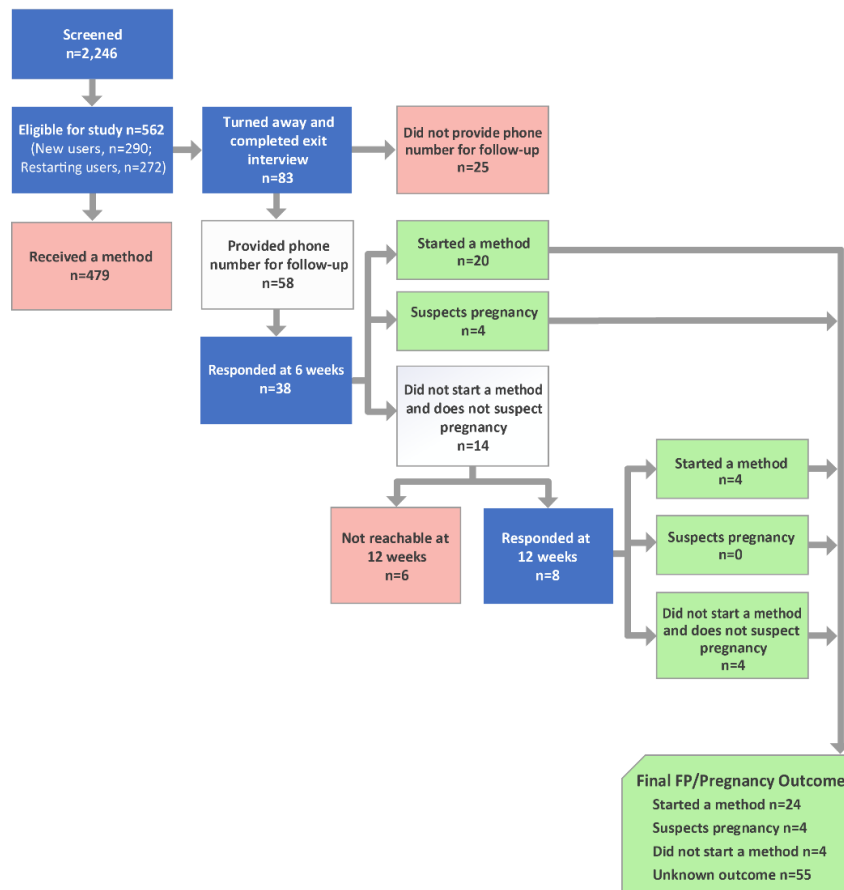 Screened
n=2,246
Eligible for study n=562
(New users, n=290;
Restarting users, n=272)
Turned away and
completed exit
interview
n=83
Did not provide phone
number for follow-up
n=25
Received a method
n=479
Provided phone
number for follow-up
n=58
Started a method
n=20
Suspects pregnancy
n=4
Responded at 6 weeks
n=38
Did not start a method
and does not suspect
pregnancy
n=14
Not reachable at
12 weeks
n=6
Responded at
12 weeks
n=8
Started a method
n=4
Suspects pregnancy
n=0
Did not start a method
and does not suspect
pregnancy
n=4
Final FP/Pregnancy Outcome
Started a method n=24
Suspects pregnancy n=4
Did not start a method n=4
Unknown outcome n=55